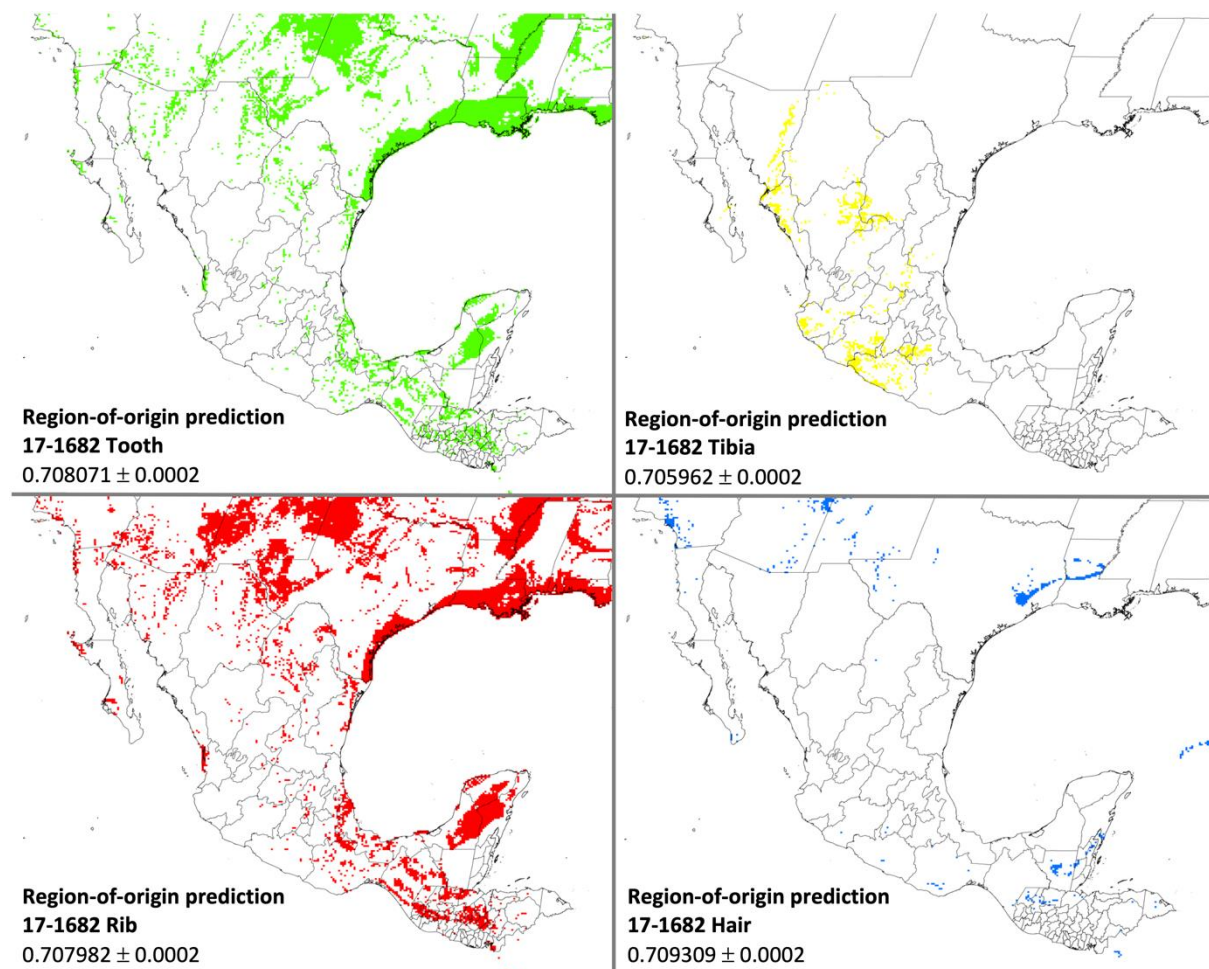 Region-of-origin prediction
17-1682 Tooth
0.708071 ± 0.0002
Region-of-origin prediction
17-1682 Tibia
0.705962 ± 0.0002
Region-of-origin prediction
17-1682 Rib
0.707982 ± 0.0002
Region-of-origin prediction
17-1682 Hair
0.709309 ± 0.0002